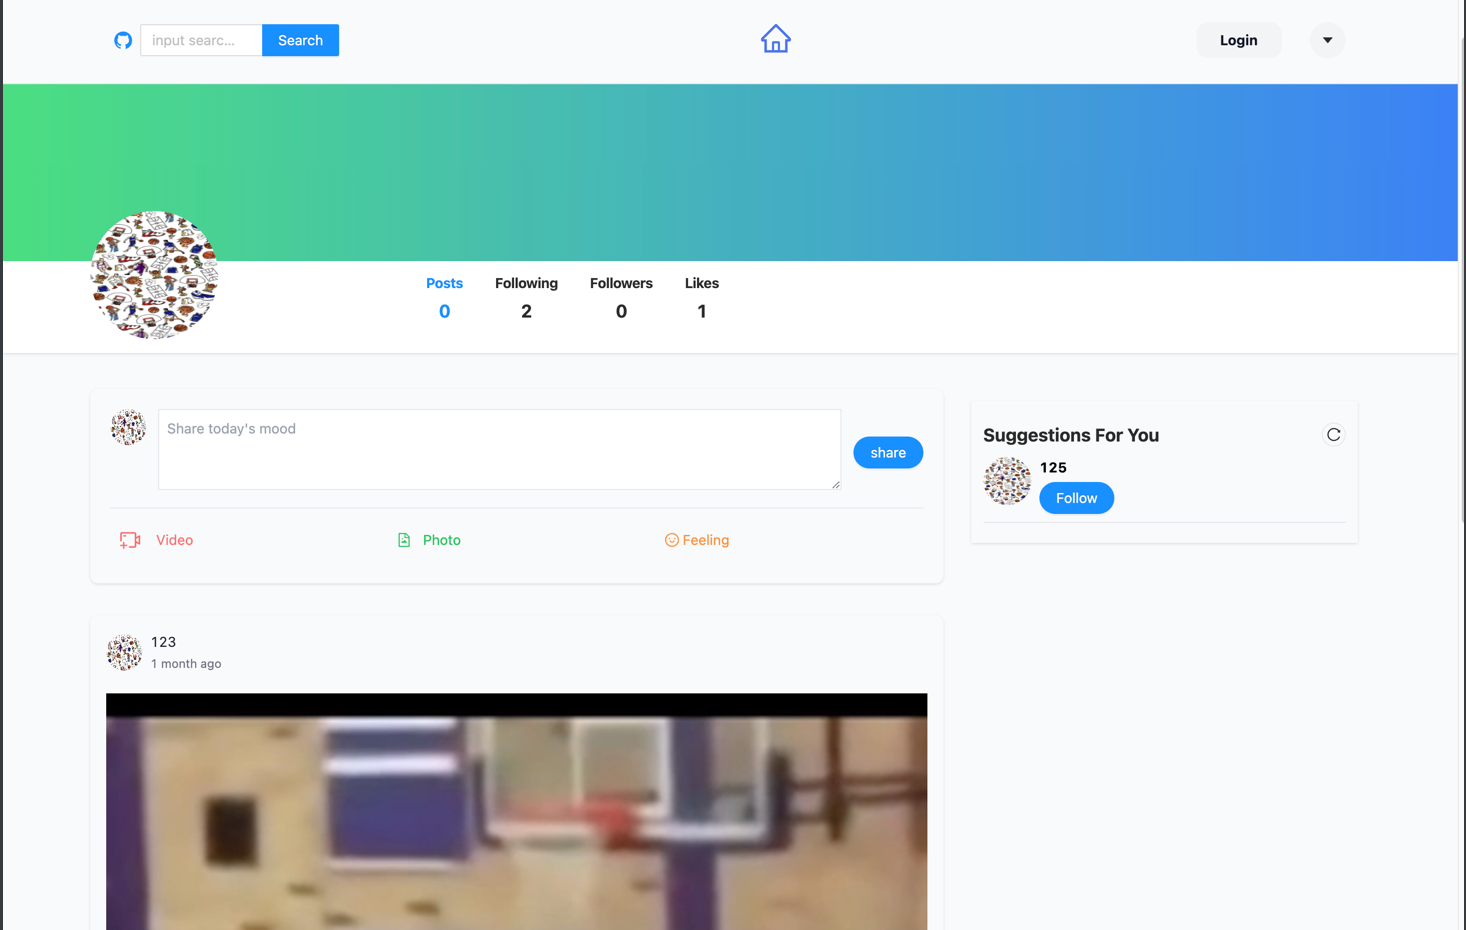 input searc...
Search
Login
Posts
Following
Followers
Likes
0
2
0
1
Share today's mood
share
Video
Photo
Feeling
Suggestions For You
125
Follow
123
1 month ago